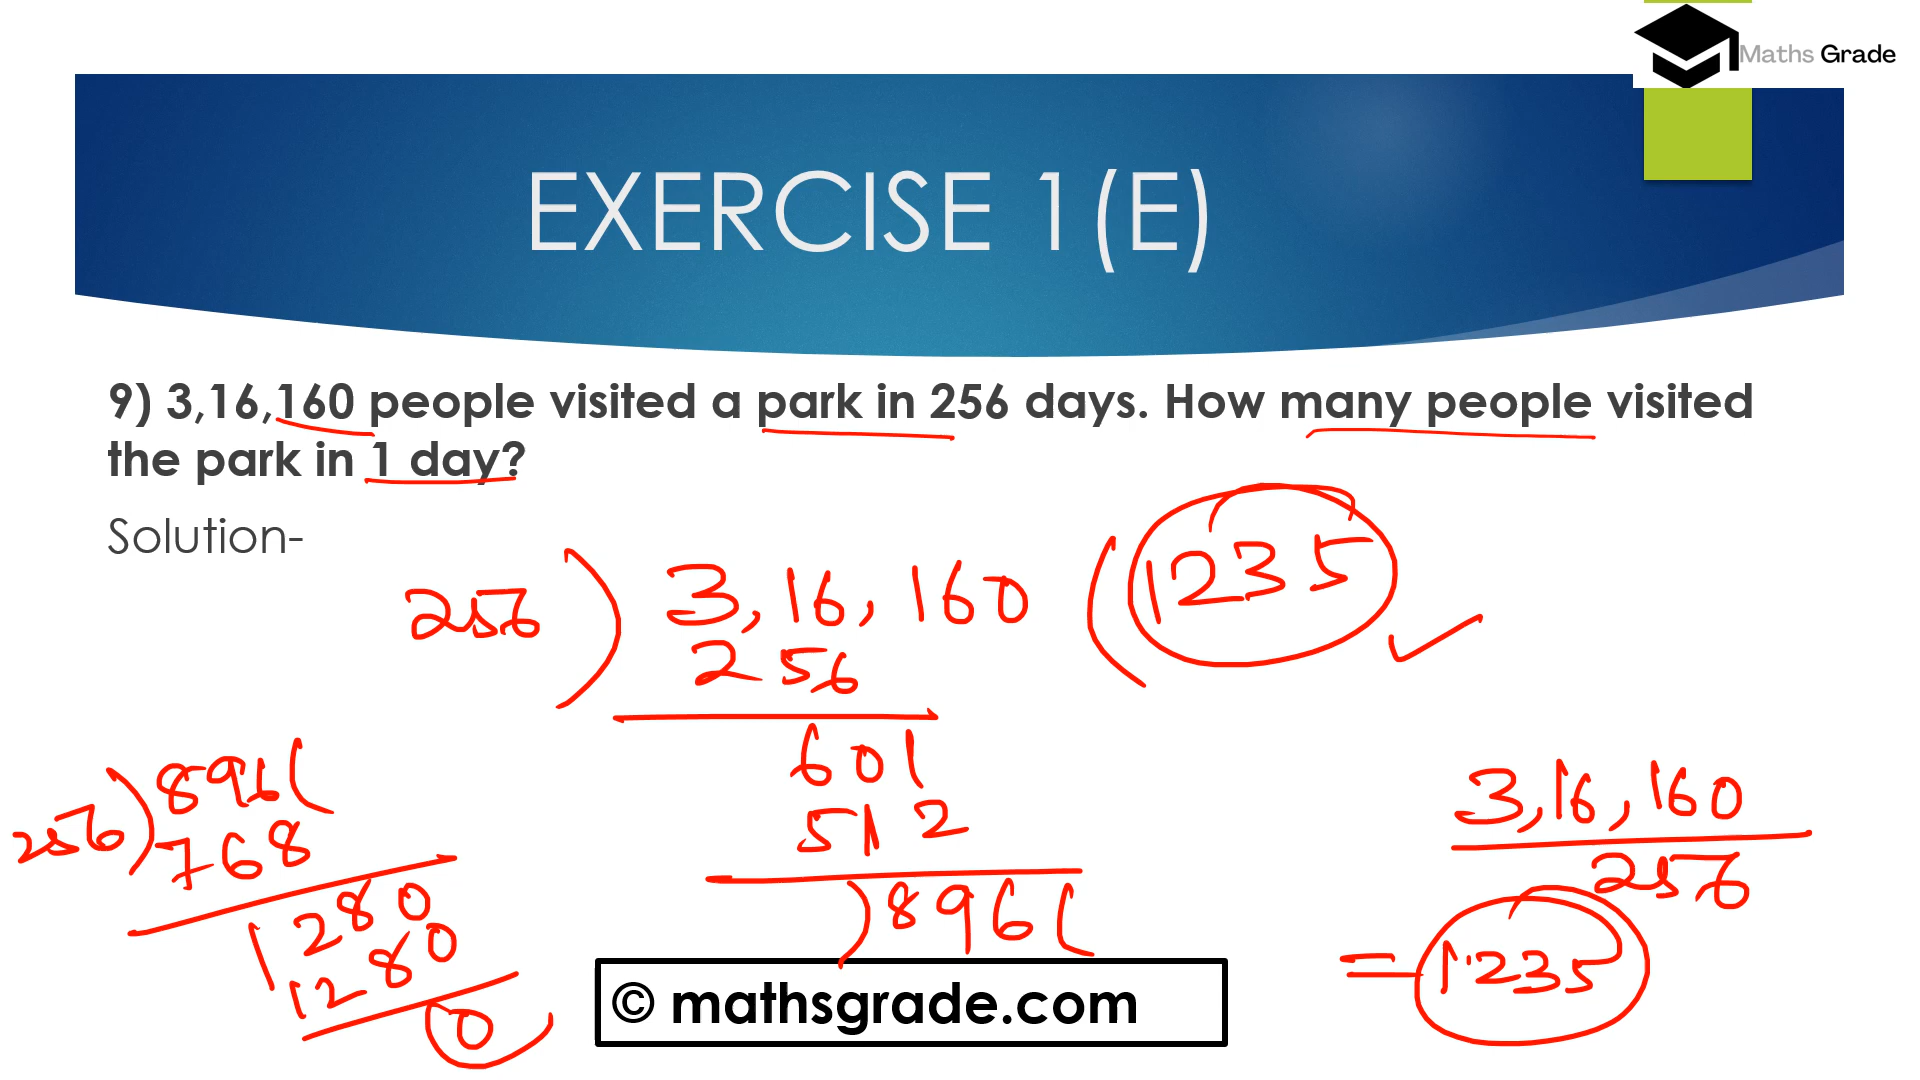 Maths Grade
EXERCISE 1(E)
9) 3,16,160 people visited a park in 256 days. How many people visited
the park in 1 day?
Solution-
256 ) 3,16,160 ( 1235
256
601
512
) 896 (
256 ) 896 (
768
1280
1280
0
3,16,160
256
= 1235
© mathsgrade.com